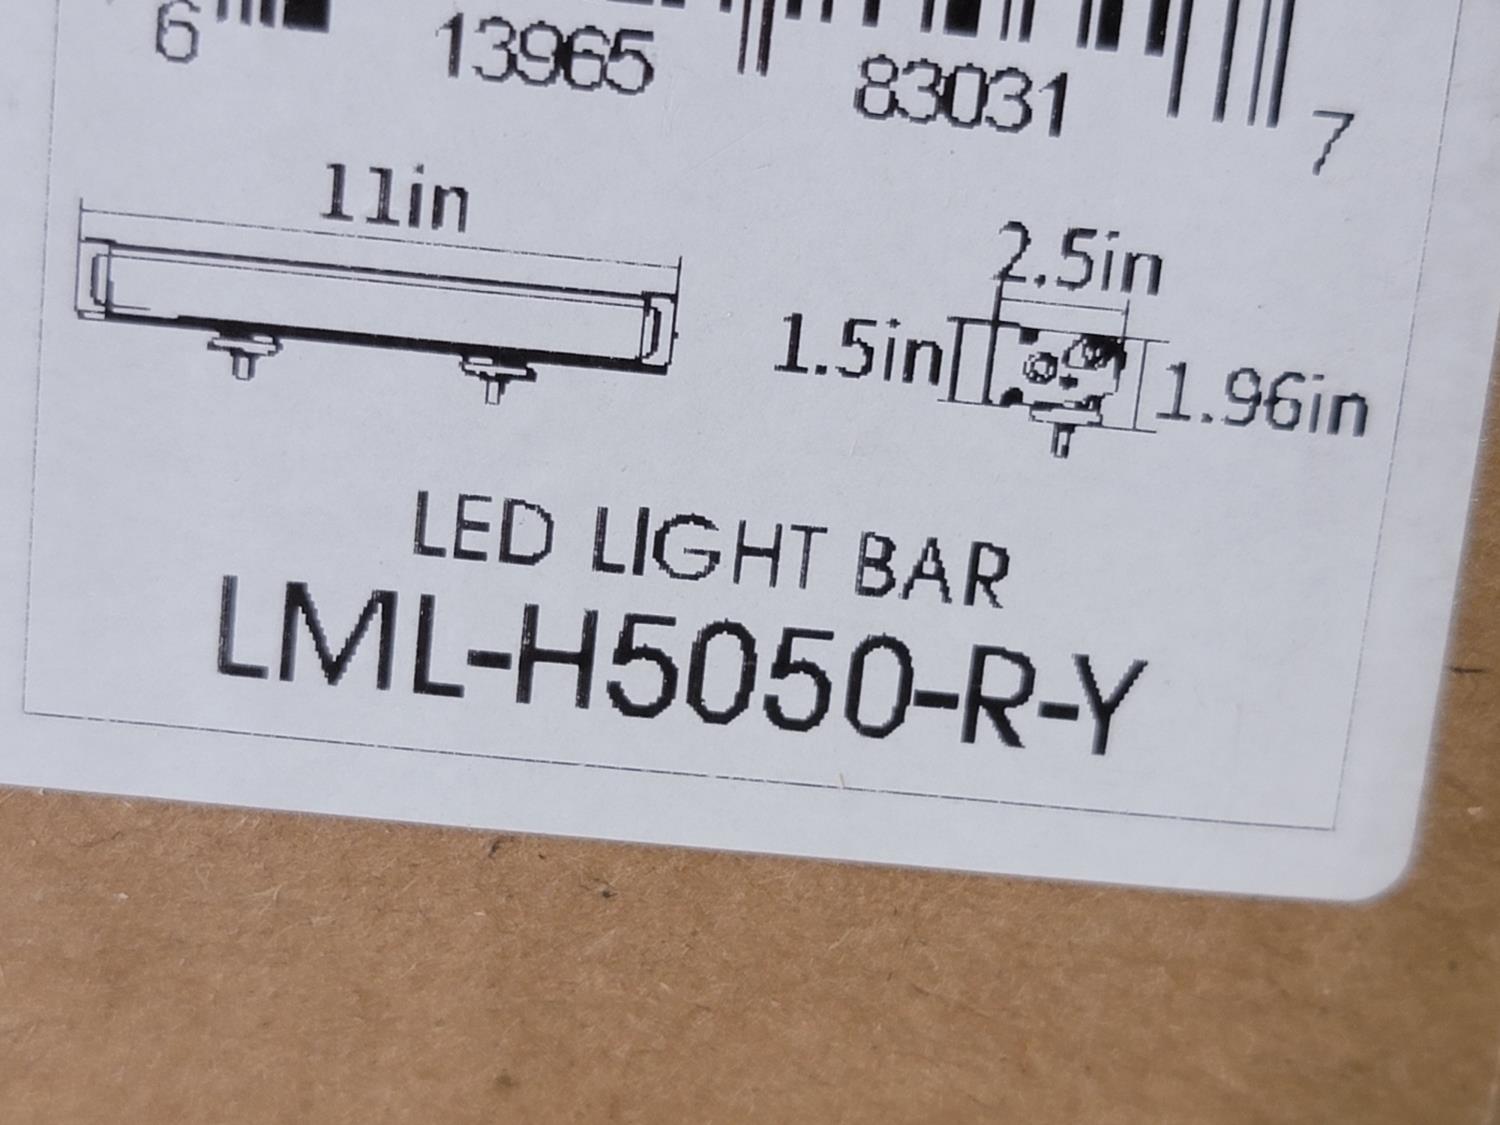 6 13965 83031 7
11in
2.5in
1.5in 1.96in
LED LIGHT BAR
LML-H5050-R-Y